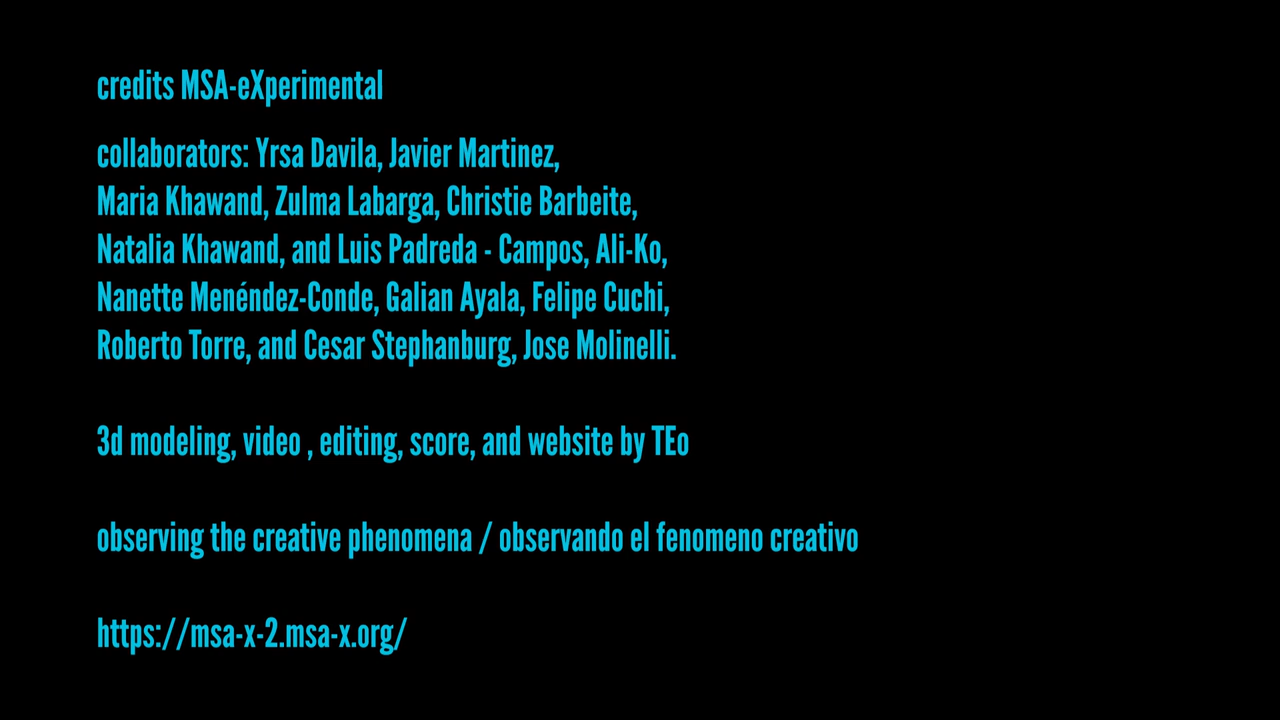 credits MSA-eXperimental
collaborators: Yrsa Davila, Javier Martinez,
Maria Khawand, Zulma Labarga, Christie Barbeite,
Natalia Khawand, and Luis Padreda - Campos, Ali-Ko,
Nanette Menéndez-Conde, Galian Ayala, Felipe Cuchi,
Roberto Torre, and Cesar Stephanburg, Jose Molinelli.
3d modeling, video , editing, score, and website by TEo
observing the creative phenomena / observando el fenomeno creativo
https://msa-x-2.msa-x.org/